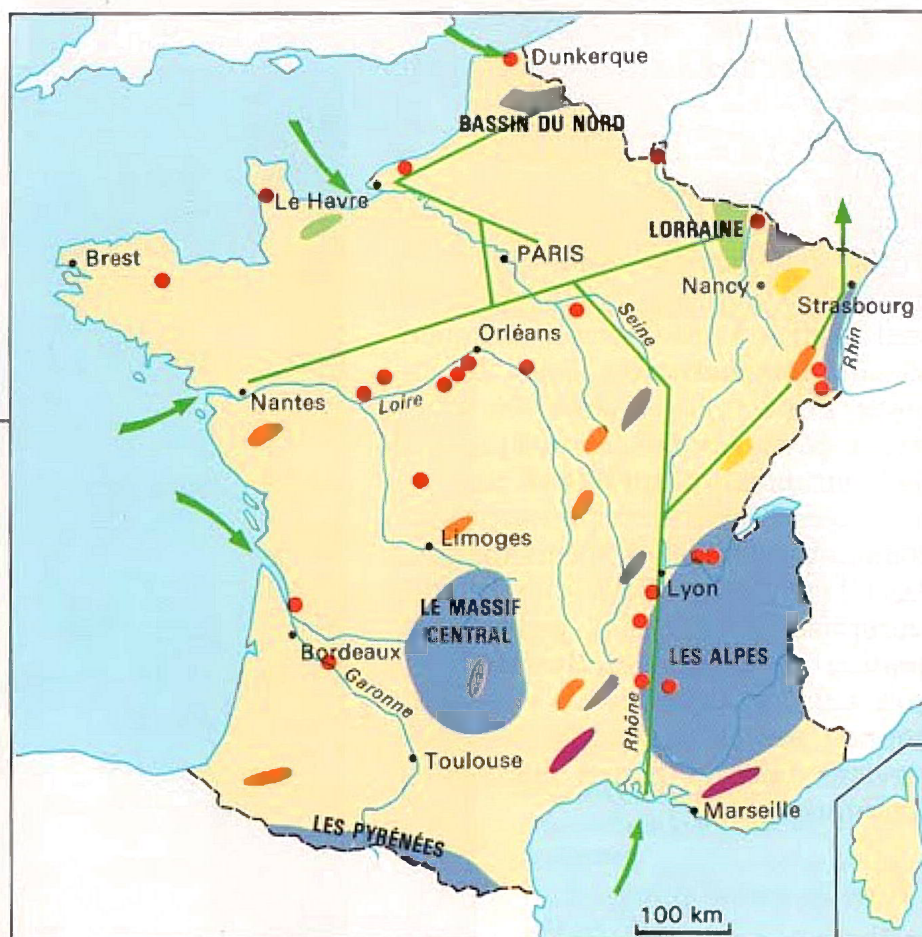 Dunkerque
BASSIN DU NORD
Le Havre
LORRAINE
Brest
PARIS
Nancy
Strasbourg
Seine
Rhin
Orléans
Nantes
Loire
Limoges
Lyon
LE MASSIF
CENTRAL
LES ALPES
Bordeaux
Garonne
Rhône
Toulouse
Marseille
LES PYRÉNÉES
100 km